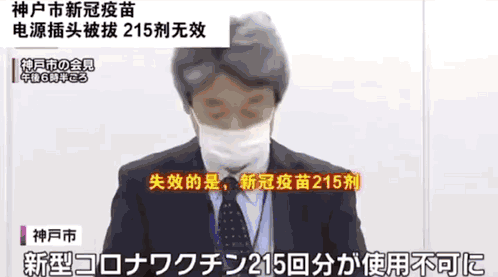 神户市新冠疫苗
电源插头被拔 215剂无效
神戸市の会見
午後6時半ごろ
失效的是，新冠疫苗215剂
神戸市
新型コロナワクチン215回分が使用不可に